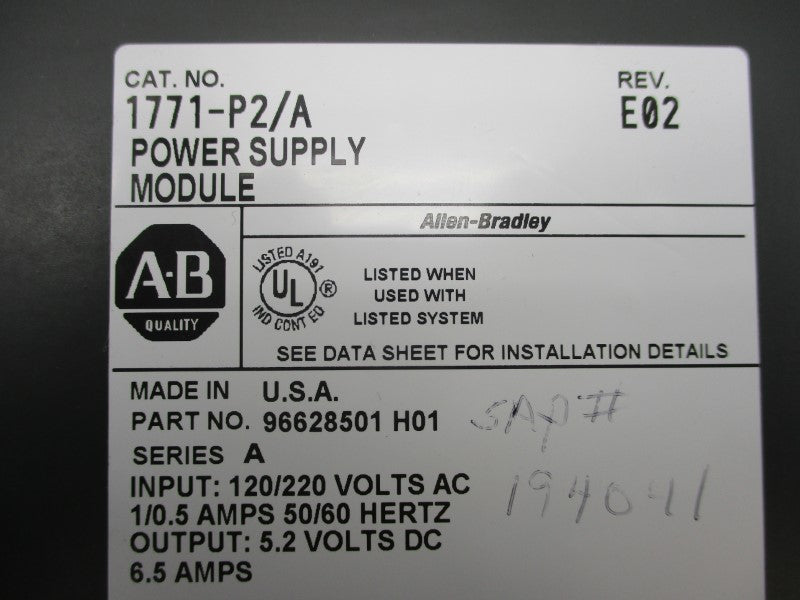 CAT. NO.
REV.
1771-P2/A
E02
POWER SUPPLY
MODULE
Allen-Bradley
A·B
QUALITY
LISTED A191
UL ®
IND CONT EQ
LISTED WHEN
USED WITH
LISTED SYSTEM
SEE DATA SHEET FOR INSTALLATION DETAILS
MADE IN U.S.A.
PART NO. 96628501 H01
SAP#
SERIES A
INPUT: 120/220 VOLTS AC
194041
1/0.5 AMPS 50/60 HERTZ
OUTPUT: 5.2 VOLTS DC
6.5 AMPS